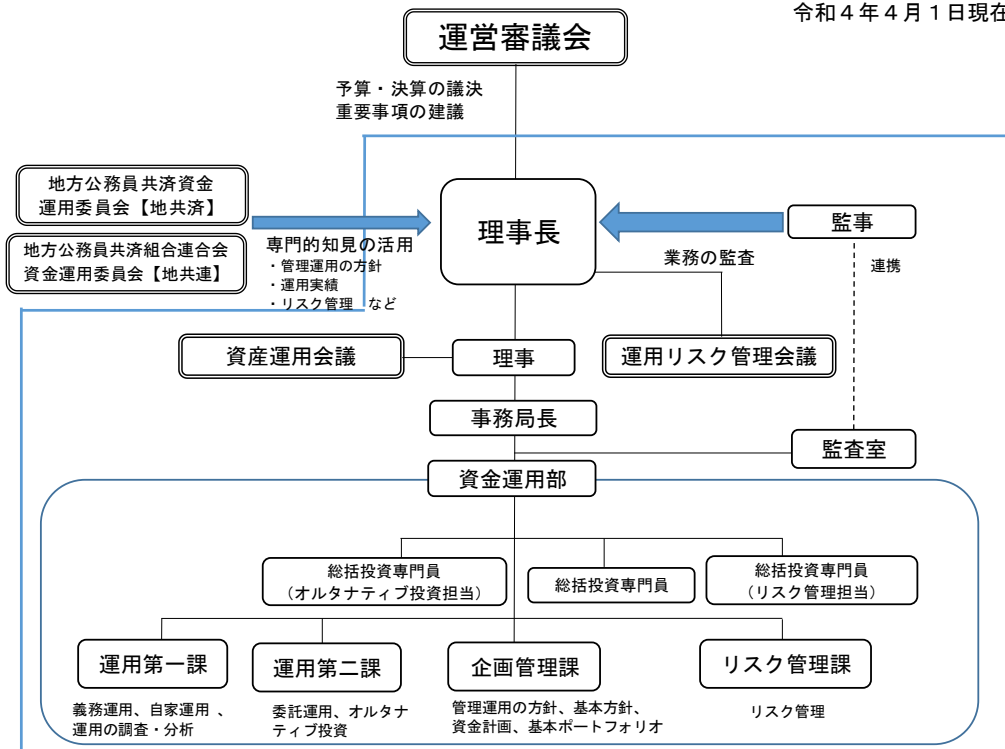 令和４年４月１日現在
運営審議会
予算・決算の議決
重要事項の建議
地方公務員共済資金
運用委員会【地共済】
地方公務員共済組合連合会
資金運用委員会【地共連】
専門的知見の活用
・管理運用の方針
・運用実績
・リスク管理　など
理事長
監事
業務の監査
連携
資産運用会議
理事
運用リスク管理会議
事務局長
監査室
資金運用部
総括投資専門員
（オルタナティブ投資担当）
総括投資専門員
総括投資専門員
（リスク管理担当）
運用第一課
運用第二課
企画管理課
リスク管理課
義務運用、自家運用 、
運用の調査・分析
委託運用、オルタナ
ティブ投資
管理運用の方針、基本方針、
資金計画、基本ポートフォリオ
リスク管理